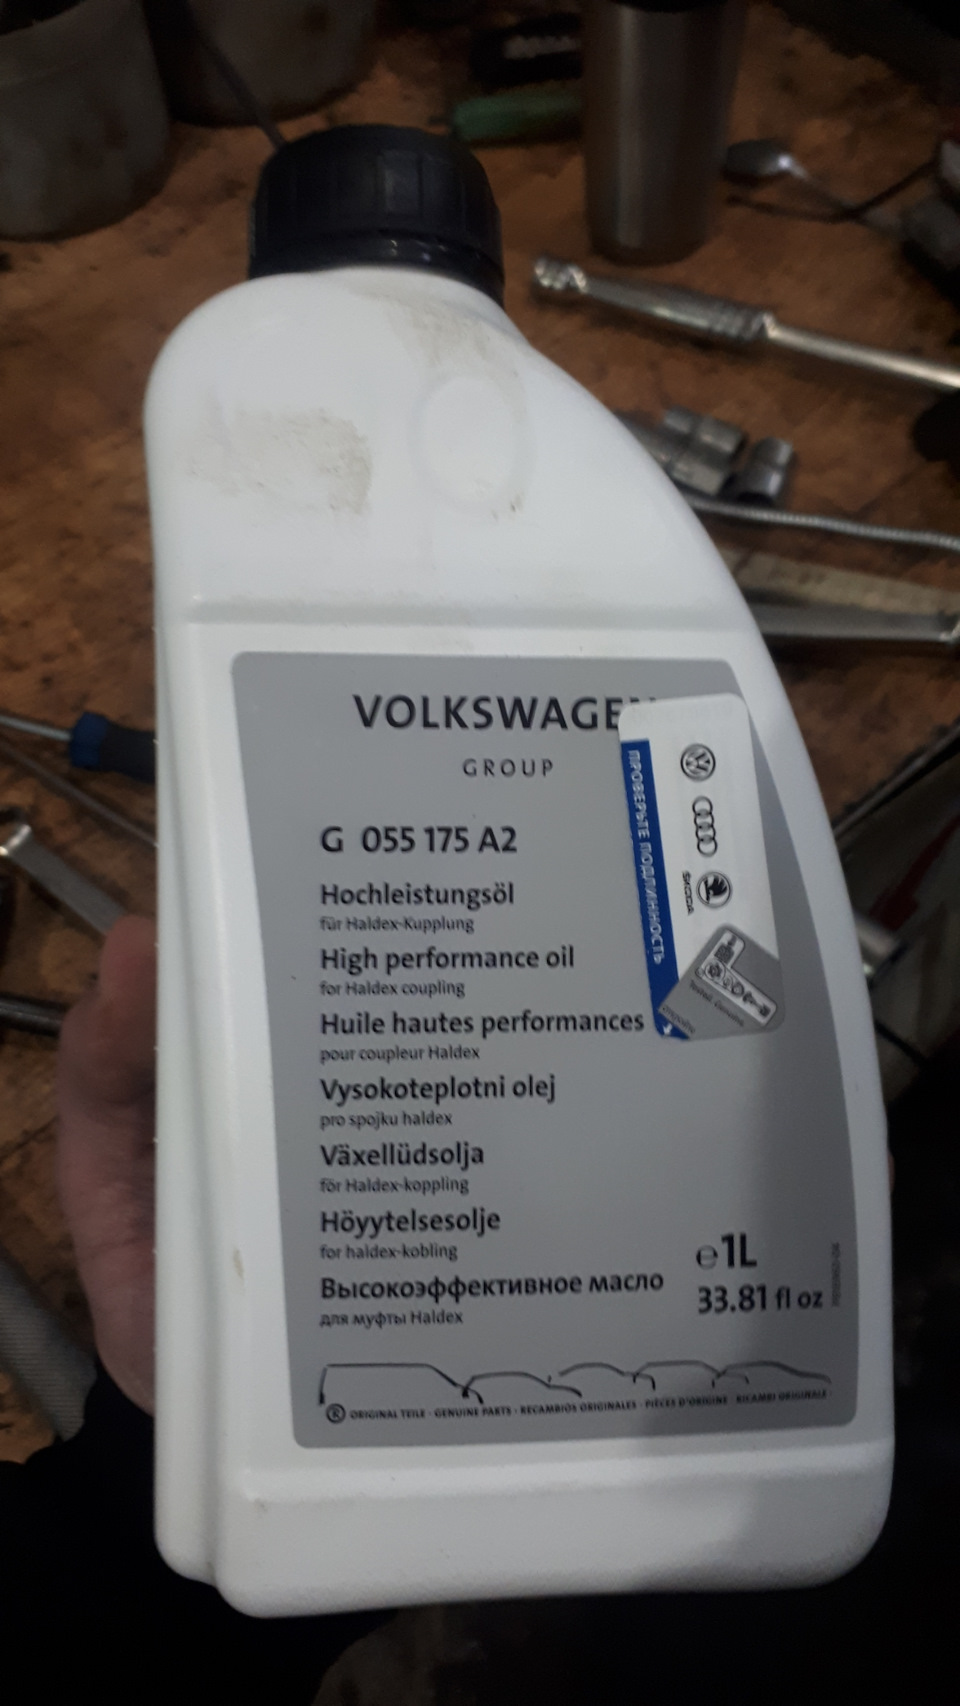 VOLKSWAGEN
GROUP
G 055 175 A2
Hochleistungsöl
für Haldex-Kupplung
High performance oil
for Haldex coupling
Huile hautes performances
pour coupleur Haldex
Vysokoteplotni olej
pro spojku haldex
Växellüdsolja
för Haldex-koppling
Höyytelsesolje
for haldex-kobling
Высокоэффективное масло
для муфты Haldex
℮1L
33.81 fl oz
® ORIGINAL TEILE · GENUINE PARTS · RECAMBIOS ORIGINALES · PIÈCES D'ORIGINE · RICAMBI ORIGINALI
ПРОВЕРЬТЕ ПОДЛИННОСТЬ
ŠKODA